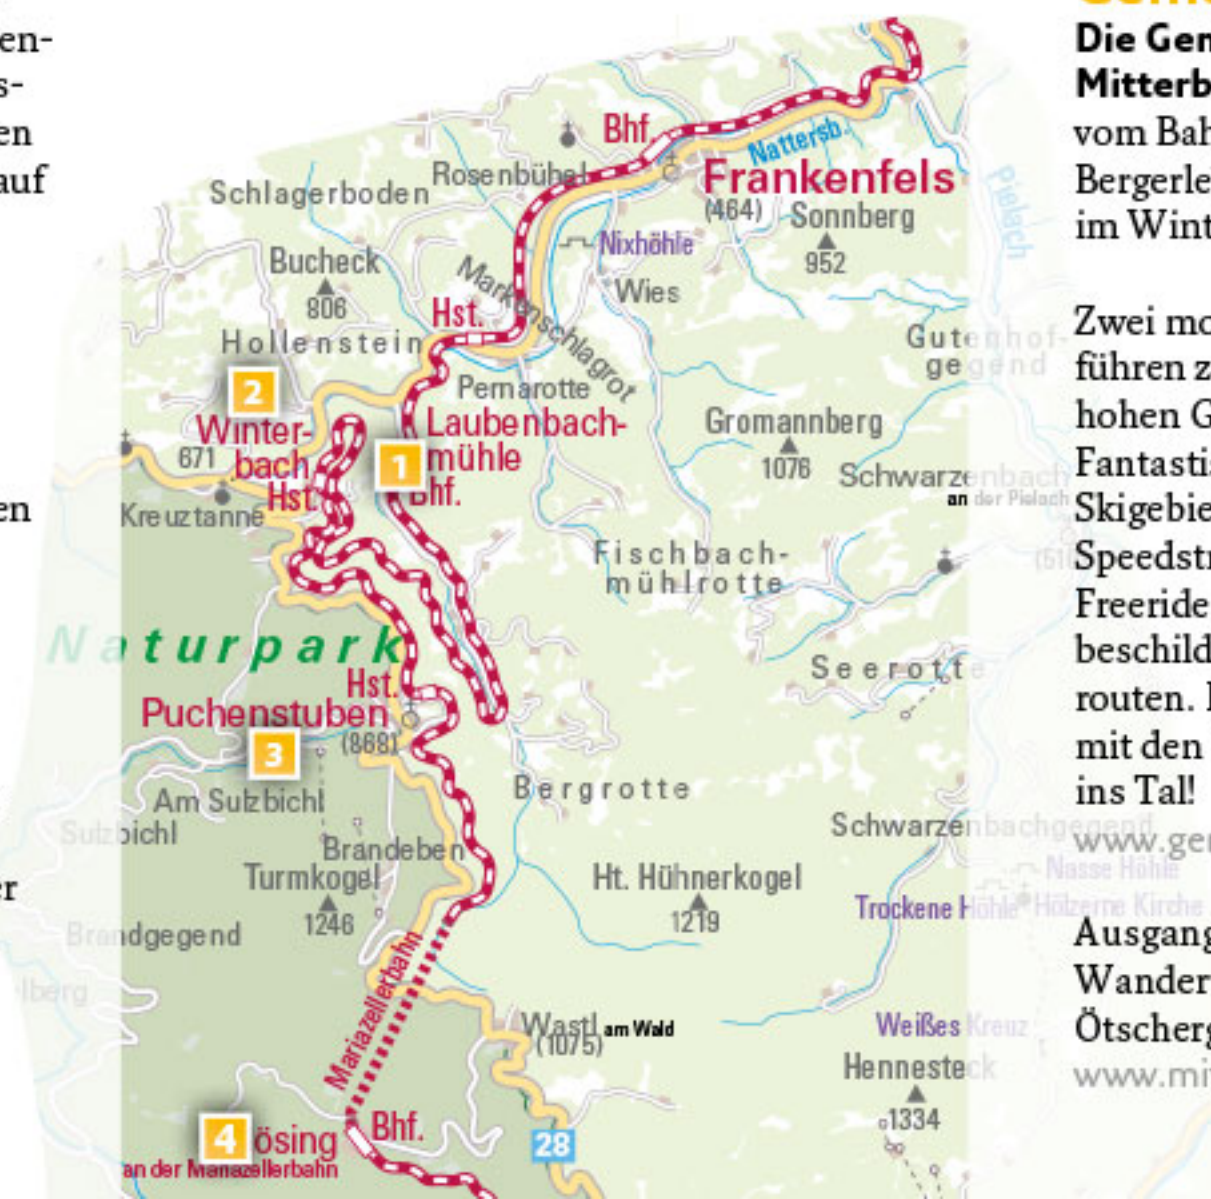 en-
s-
en
auf
en
er
Bhf.
Nattersb.
Rosenbühel
Schlagerboden
Frankenfels
(464)
Sonnberg
952
Pielach
Nixhöhle
Bucheck
806
Markenschlagrot
Wies
Hst.
Hollenstein
Gutenhof-
gegend
Pernarotte
2
Winter-
bach
Hst.
671
Laubenbach-
mühle
Bhf.
1
Gromannberg
1076
Schwarzenbach
an der Pielach
Kreuztanne
Fischbach-
mühlrotte
Naturpark
Seerotte
Hst.
Puchenstuben
(868)
3
Am Sulzbichl
Sulzbichl
Bergrotte
Brandeben
Schwarzenbachgegend
Turmkogel
1246
Ht. Hühnerkogel
1219
Nasse Höhle
Trockene Höhle
Hölzerne Kirche
Brandgegend
lberg
Mariazellerbahn
Wastl am Wald
(1075)
Weißes Kreuz
Hennesteck
1334
4
ösing
an der Mariazellerbahn
Bhf.
28
Die Gem
Mitterb
vom Bah
Bergerle
im Wint
Zwei mo
führen z
hohen G
Fantastis
Skigebie
Speedstr
Freeride
beschild
routen.
mit den
ins Tal!
www.ger
Ausgang
Wander
Ötscherg
www.mi